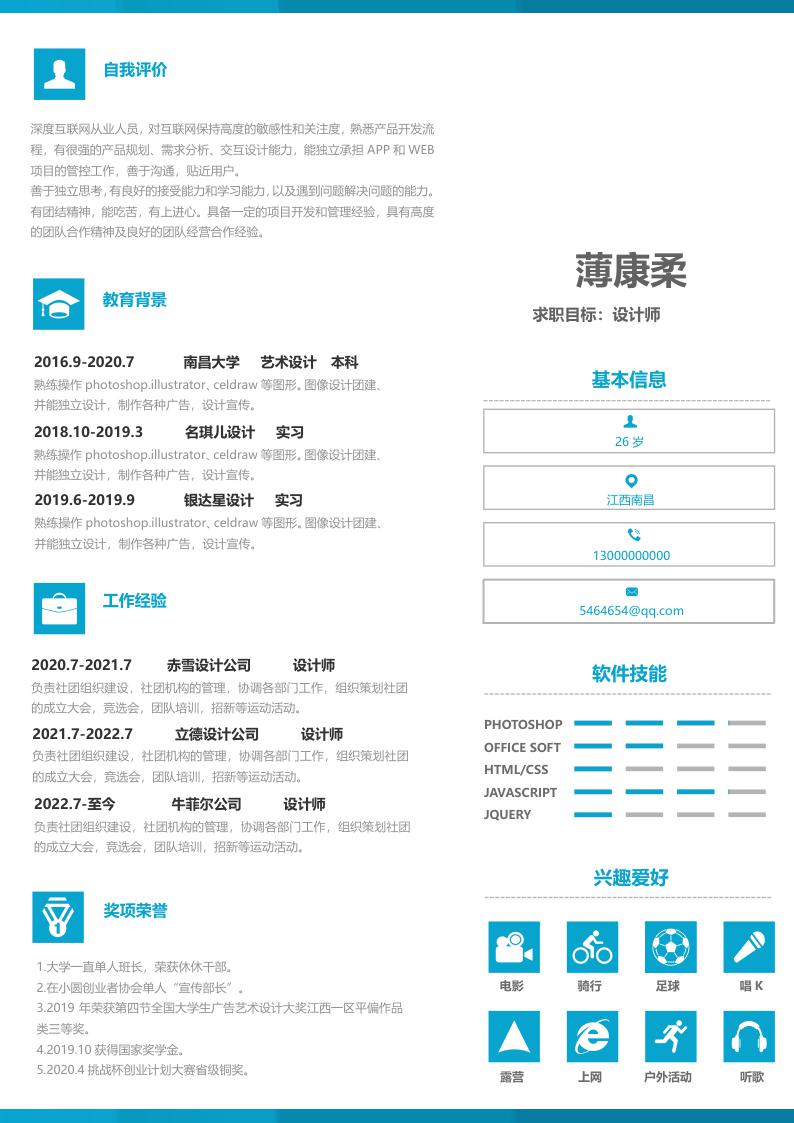 自我评价
深度互联网从业人员，对互联网保持高度的敏感性和关注度，熟悉产品开发流
程，有很强的产品规划、需求分析、交互设计能力，能独立承担 APP 和 WEB
项目的管控工作，善于沟通，贴近用户。
善于独立思考，有良好的接受能力和学习能力，以及遇到问题解决问题的能力。
有团结精神，能吃苦，有上进心。具备一定的项目开发和管理经验，具有高度
的团队合作精神及良好的团队经营合作经验。
教育背景
2016.9-2020.7 南昌大学 艺术设计 本科
熟练操作 photoshop.illustrator、celdraw 等图形。图像设计团建、
并能独立设计，制作各种广告，设计宣传。
2018.10-2019.3 名琪儿设计 实习
熟练操作 photoshop.illustrator、celdraw 等图形。图像设计团建、
并能独立设计，制作各种广告，设计宣传。
2019.6-2019.9 银达星设计 实习
熟练操作 photoshop.illustrator、celdraw 等图形。图像设计团建、
并能独立设计，制作各种广告，设计宣传。
工作经验
2020.7-2021.7 赤雪设计公司 设计师
负责社团组织建设，社团机构的管理，协调各部门工作，组织策划社团
的成立大会，竞选会，团队培训，招新等运动活动。
2021.7-2022.7 立德设计公司 设计师
负责社团组织建设，社团机构的管理，协调各部门工作，组织策划社团
的成立大会，竞选会，团队培训，招新等运动活动。
2022.7-至今 牛菲尔公司 设计师
负责社团组织建设，社团机构的管理，协调各部门工作，组织策划社团
的成立大会，竞选会，团队培训，招新等运动活动。
1
奖项荣誉
1.大学一直单人班长，荣获休休干部。
2.在小圆创业者协会单人“宣传部长”。
3.2019 年荣获第四节全国大学生广告艺术设计大奖江西一区平偏作品
类三等奖。
4.2019.10 获得国家奖学金。
5.2020.4 挑战杯创业计划大赛省级铜奖。
薄康柔
求职目标：设计师
基本信息
26 岁
江西南昌
13000000000
5464654@qq.com
软件技能
PHOTOSHOP
OFFICE SOFT
HTML/CSS
JAVASCRIPT
JQUERY
兴趣爱好
电影 骑行 足球 唱 K
露营 上网 户外活动 听歌